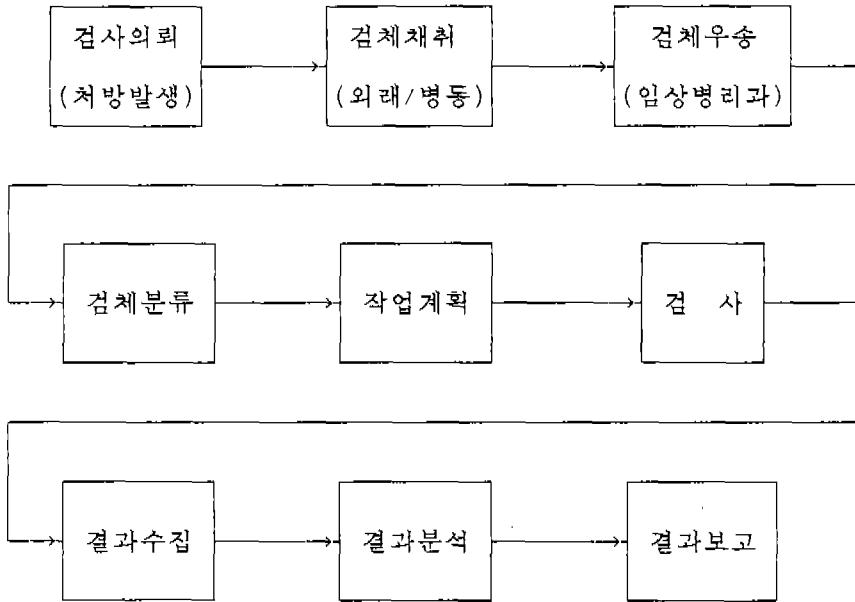 검사의뢰
(처방발생)
검체채취
(외래/병동)
검체우송
(임상병리과)
검체분류
작업계획
검 사
결과수집
결과분석
결과보고